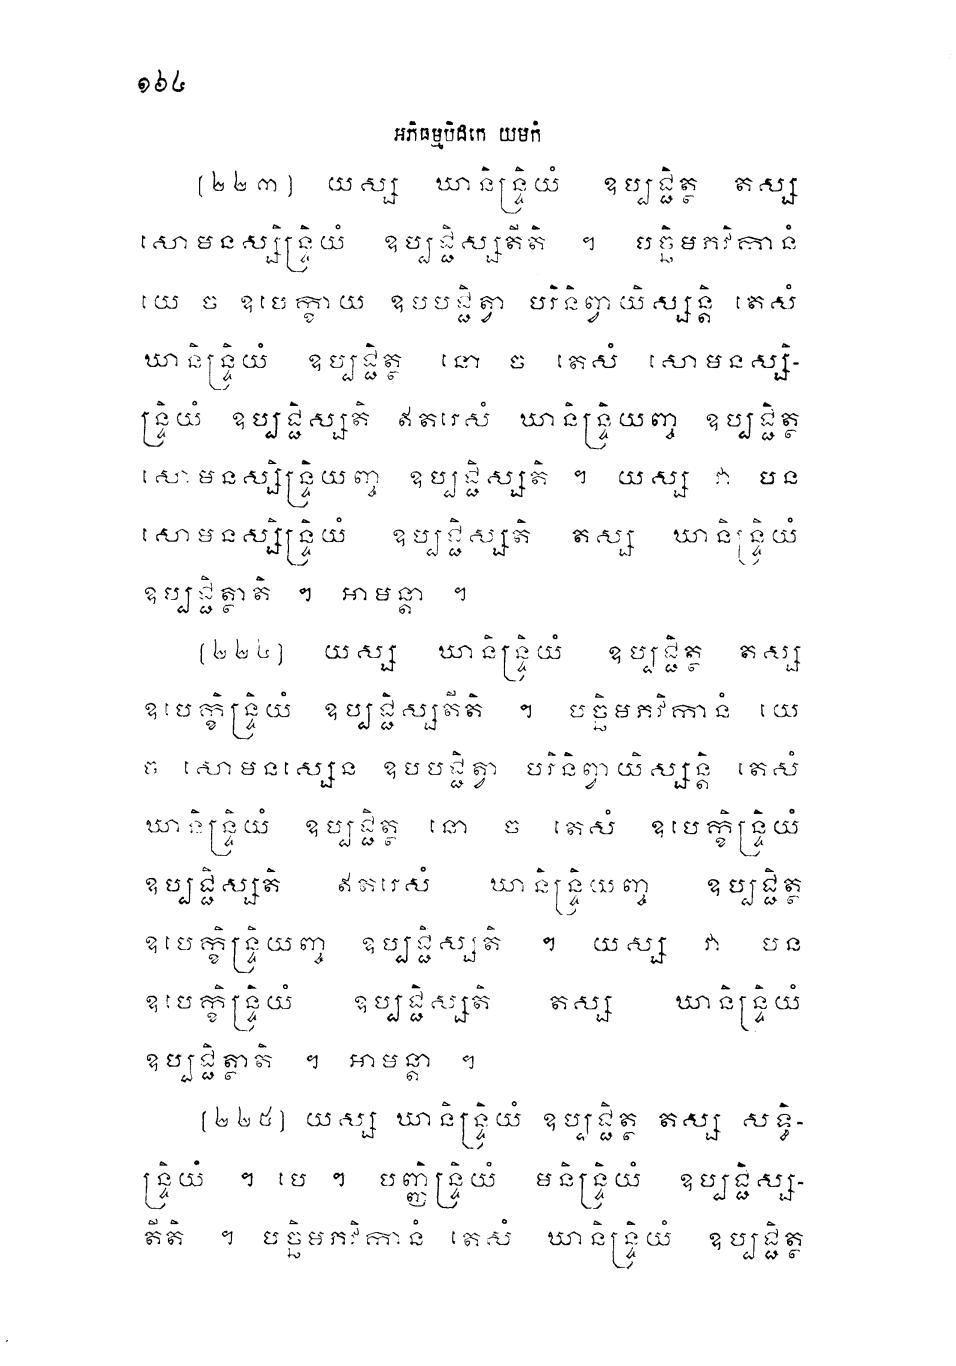 ១៦៤
អភិធម្មបិដកេ យមកំ
(២២៣) យស្ស ឃានិន្ទ្រិយំ ឧប្បជ្ជិត្ថ តស្ស
សោមនស្សិន្ទ្រិយំ ឧប្បជ្ជិស្សតីតិ ។ បច្ឆិមភវិកានំ
យេ ច ឧបេក្ខាយ ឧបបជ្ជិត្វា បរិនិព្វាយិស្សន្តិ តេសំ
ឃានិន្ទ្រិយំ ឧប្បជ្ជិត្ថ នោ ច តេសំ សោមនស្សិ-
ន្ទ្រិយំ ឧប្បជ្ជិស្សតិ ឥតរេសំ ឃានិន្ទ្រិយញ្ច ឧប្បជ្ជិត្ថ
សោមនស្សិន្ទ្រិយញ្ច ឧប្បជ្ជិស្សតិ ។ យស្ស វា បន
សោមនស្សិន្ទ្រិយំ ឧប្បជ្ជិស្សតិ តស្ស ឃានិន្ទ្រិយំ
ឧប្បជ្ជិត្ថាតិ ។ អាមន្តា ។
(២២៤) យស្ស ឃានិន្ទ្រិយំ ឧប្បជ្ជិត្ថ តស្ស
ឧបេក្ខិន្ទ្រិយំ ឧប្បជ្ជិស្សតីតិ ។ បច្ឆិមភវិកានំ យេ
ច សោមនស្សេន ឧបបជ្ជិត្វា បរិនិព្វាយិស្សន្តិ តេសំ
ឃានិន្ទ្រិយំ ឧប្បជ្ជិត្ថ នោ ច តេសំ ឧបេក្ខិន្ទ្រិយំ
ឧប្បជ្ជិស្សតិ ឥតរេសំ ឃានិន្ទ្រិយញ្ច ឧប្បជ្ជិត្ថ
ឧបេក្ខិន្ទ្រិយញ្ច ឧប្បជ្ជិស្សតិ ។ យស្ស វា បន
ឧបេក្ខិន្ទ្រិយំ ឧប្បជ្ជិស្សតិ តស្ស ឃានិន្ទ្រិយំ
ឧប្បជ្ជិត្ថាតិ ។ អាមន្តា ។
(២២៥) យស្ស ឃានិន្ទ្រិយំ ឧប្បជ្ជិត្ថ តស្ស សទ្ធិ-
ន្ទ្រិយំ ។ បេ ។ បញ្ញិន្ទ្រិយំ មនិន្ទ្រិយំ ឧប្បជ្ជិស្ស-
តីតិ ។ បច្ឆិមភវិកានំ តេសំ ឃានិន្ទ្រិយំ ឧប្បជ្ជិត្ថ